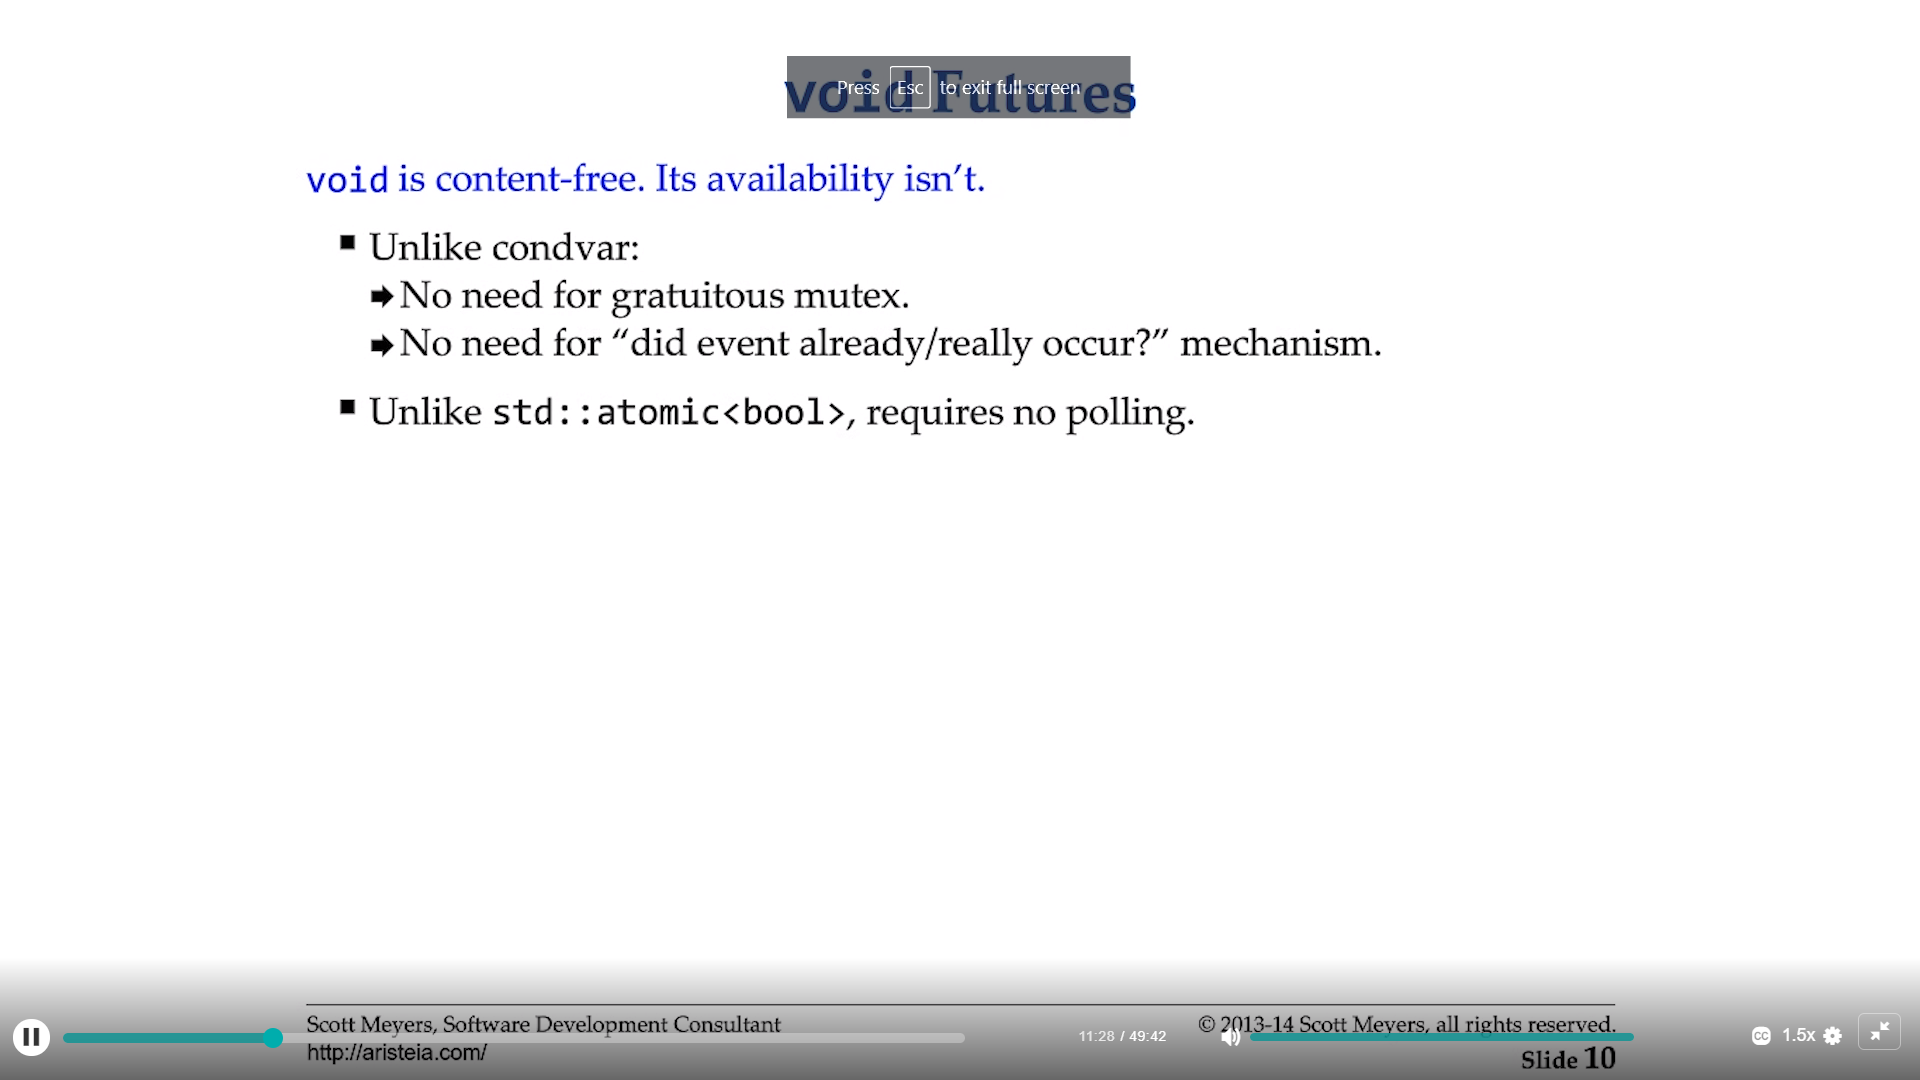 void Futures
Press Esc to exit full screen
void is content-free. Its availability isn’t.
Unlike condvar:
No need for gratuitous mutex.
No need for “did event already/really occur?” mechanism.
Unlike std::atomic<bool>, requires no polling.
Scott Meyers, Software Development Consultant
http://aristeia.com/
11:28 / 49:42
© 2013-14 Scott Meyers, all rights reserved.
Slide 10
CC 1.5x